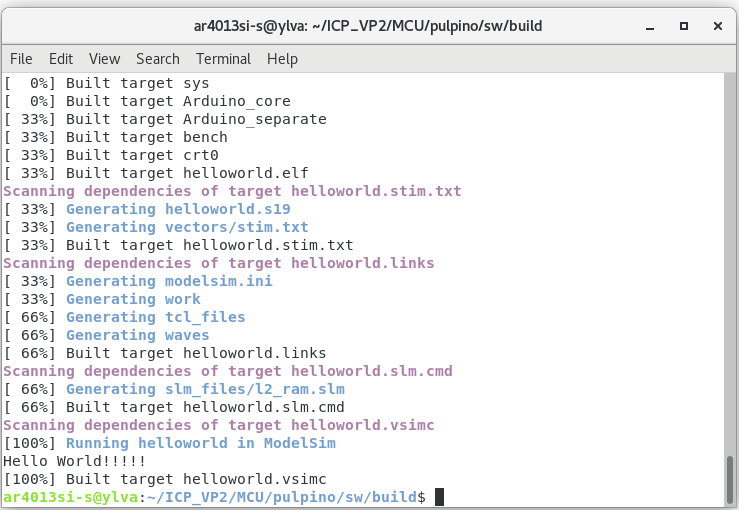 ar4013si-s@ylva: ~/ICP_VP2/MCU/pulpino/sw/build
File Edit View Search Terminal Help
[  0%] Built target sys
[  0%] Built target Arduino_core
[ 33%] Built target Arduino_separate
[ 33%] Built target bench
[ 33%] Built target crt0
[ 33%] Built target helloworld.elf
Scanning dependencies of target helloworld.stim.txt
[ 33%] Generating helloworld.s19
[ 33%] Generating vectors/stim.txt
[ 33%] Built target helloworld.stim.txt
Scanning dependencies of target helloworld.links
[ 33%] Generating modelsim.ini
[ 33%] Generating work
[ 66%] Generating tcl_files
[ 66%] Generating waves
[ 66%] Built target helloworld.links
Scanning dependencies of target helloworld.slm.cmd
[ 66%] Generating slm_files/l2_ram.slm
[ 66%] Built target helloworld.slm.cmd
Scanning dependencies of target helloworld.vsimc
[100%] Running helloworld in ModelSim
Hello World!!!!!
[100%] Built target helloworld.vsimc
ar4013si-s@ylva:~/ICP_VP2/MCU/pulpino/sw/build$